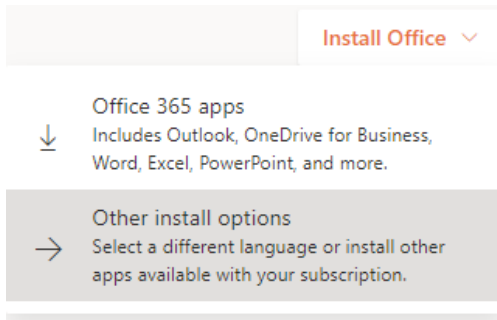 Install Office
Office 365 apps
Includes Outlook, OneDrive for Business,
Word, Excel, PowerPoint, and more.
Other install options
Select a different language or install other
apps available with your subscription.